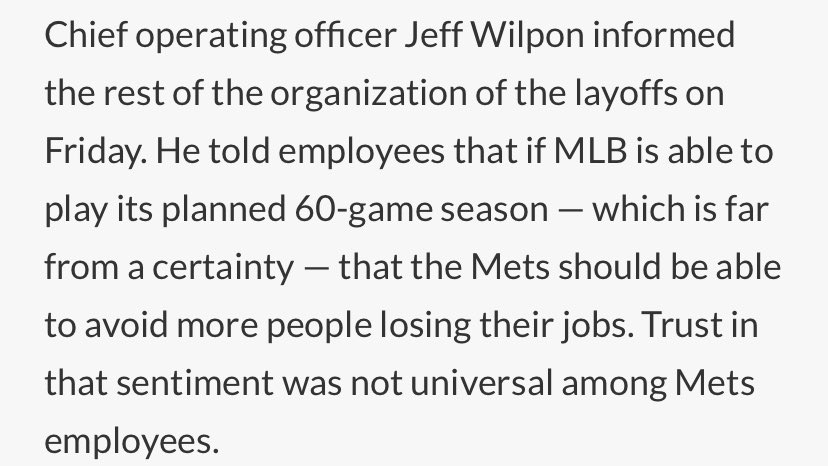 Chief operating officer Jeff Wilpon informed
the rest of the organization of the layoffs on
Friday. He told employees that if MLB is able to
play its planned 60-game season — which is far
from a certainty — that the Mets should be able
to avoid more people losing their jobs. Trust in
that sentiment was not universal among Mets
employees.